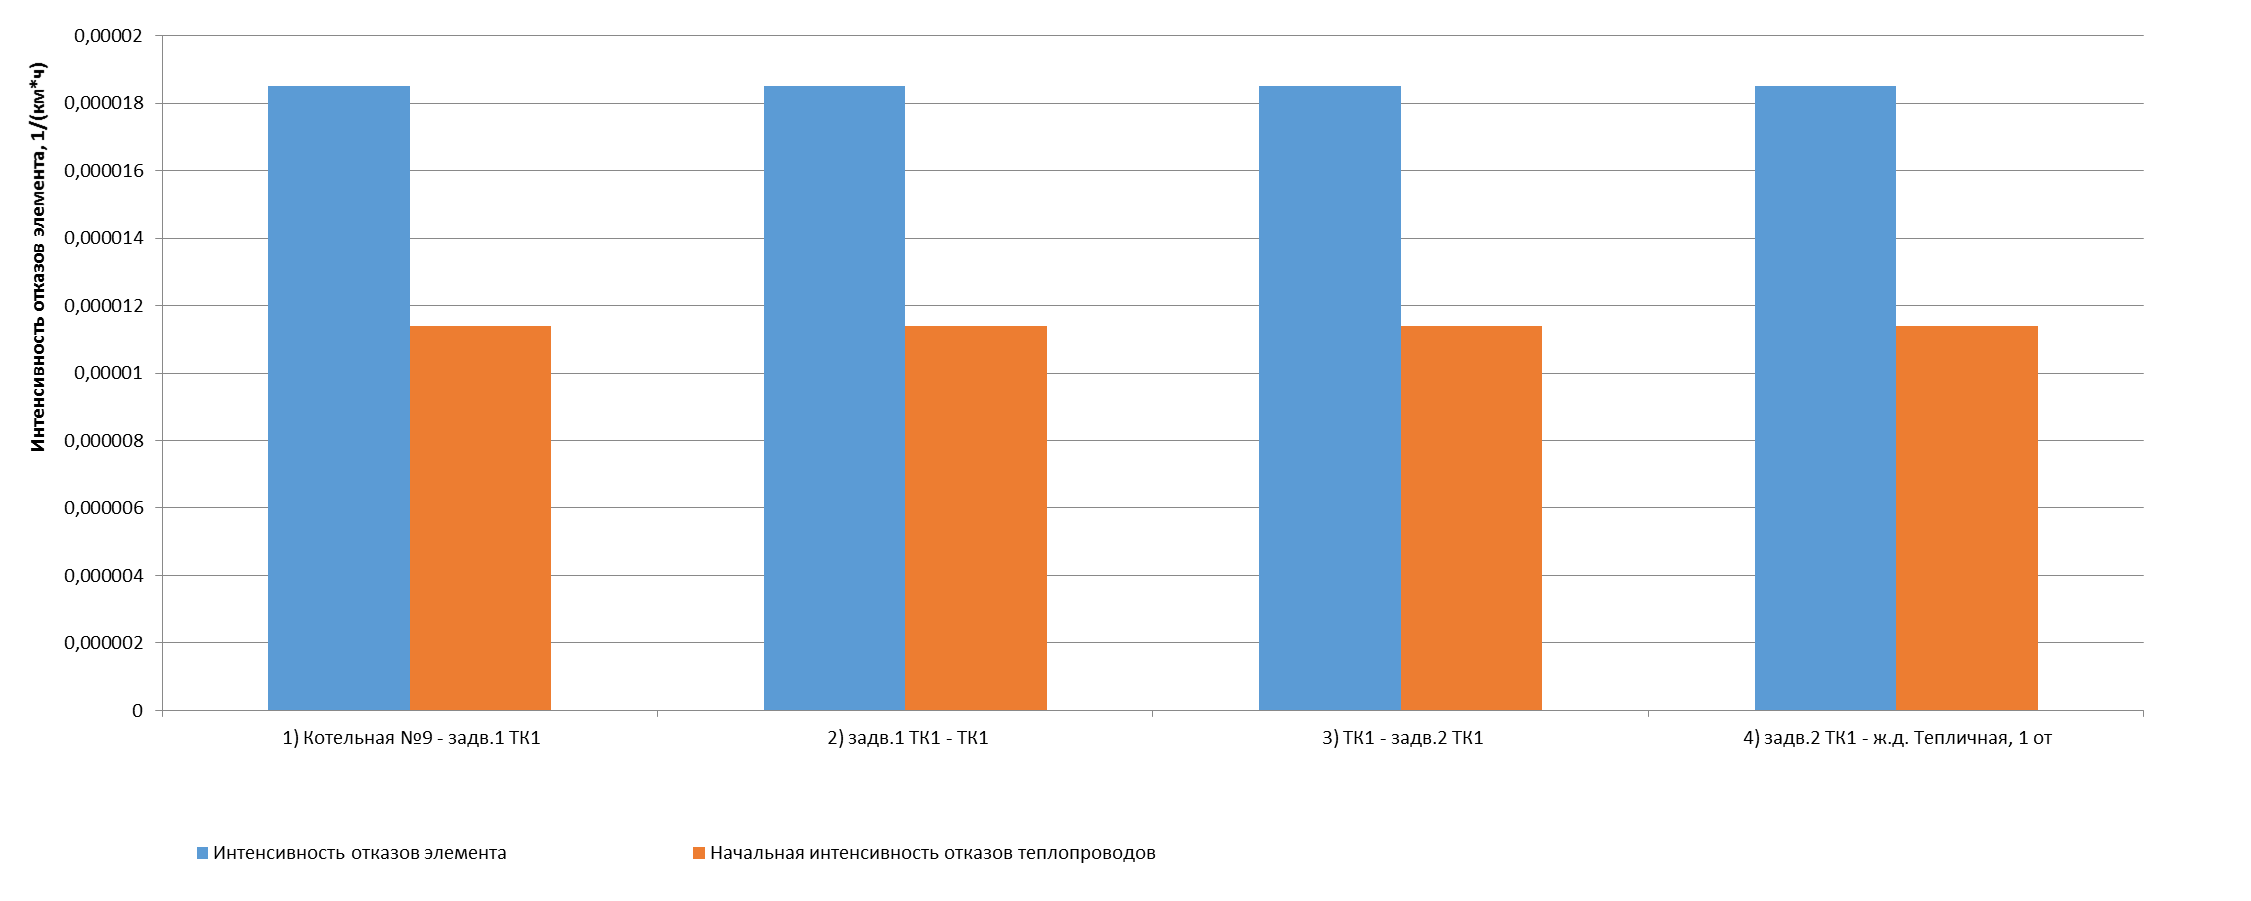 Интенсивность отказов элемента, 1/(км*ч)
0,00002
0,000018
0,000016
0,000014
0,000012
0,00001
0,000008
0,000006
0,000004
0,000002
0
1) Котельная №9 - задв.1 ТК1
2) задв.1 ТК1 - ТК1
3) ТК1 - задв.2 ТК1
4) задв.2 ТК1 - ж.д. Тепличная, 1 от
Интенсивность отказов элемента
Начальная интенсивность отказов теплопроводов